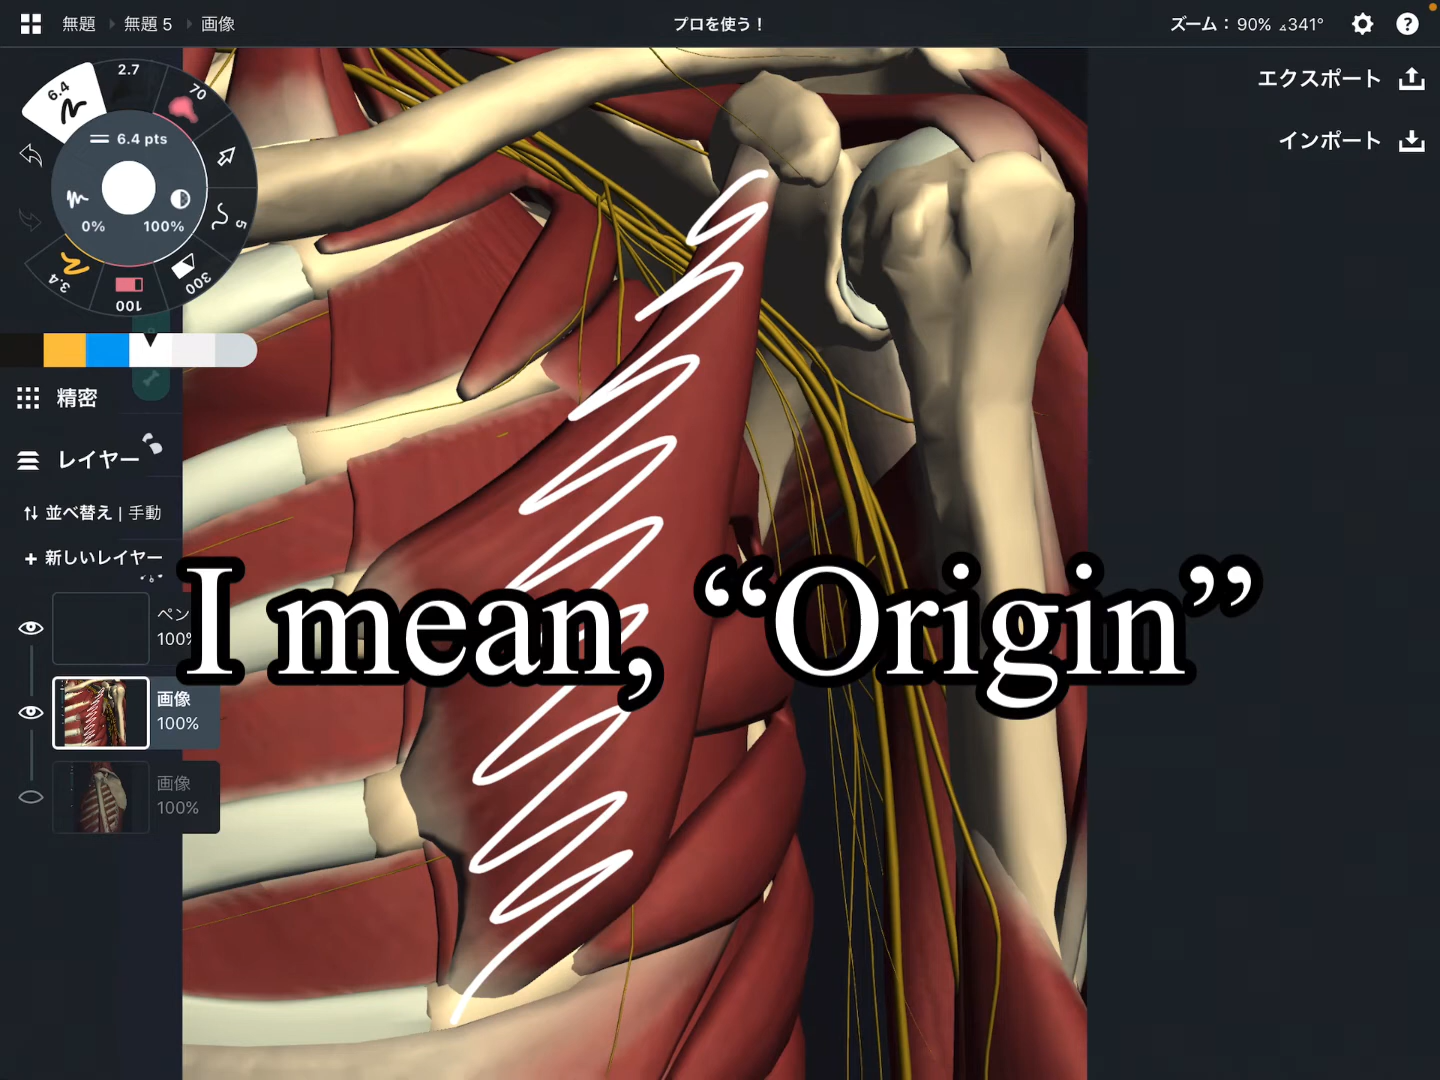 無題 無題 5 画像
プロを使う！
ズーム： 90% ⊿341°
エクスポート
インポート
6.4
2.7
70
6.4 pts
0%
100%
5
300
100
3.4
精密
レイヤー
並べ替え | 手動
+ 新しいレイヤー
ペン
100%
画像
100%
画像
100%
I mean, “Origin”